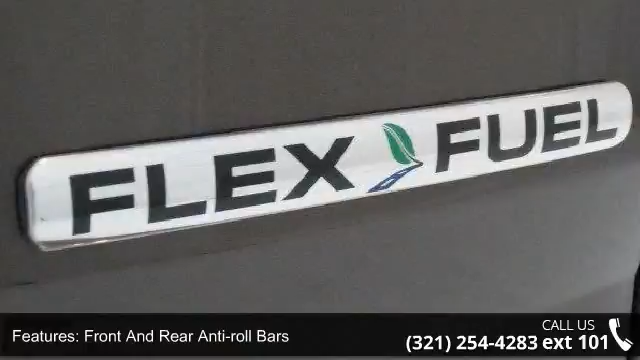 FLEX FUEL
Features: Front And Rear Anti-roll Bars
CALL US
(321) 254-4283 ext 101